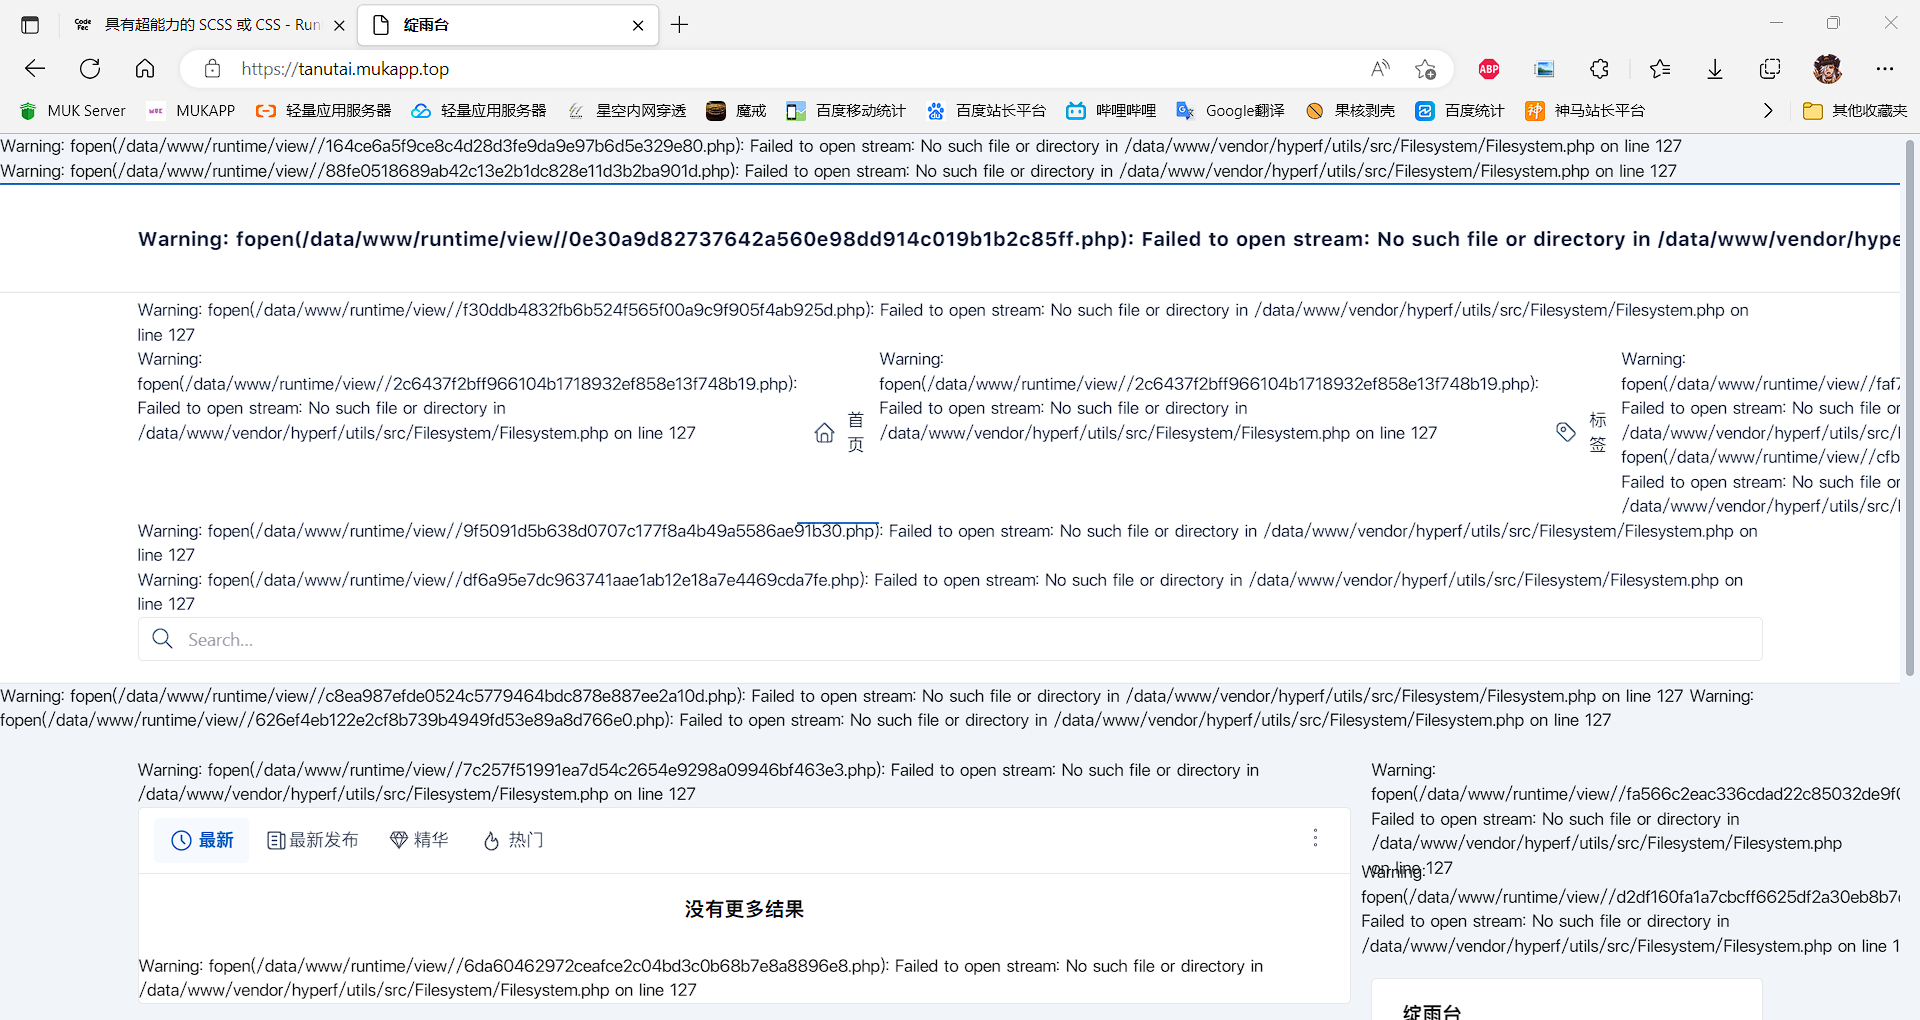 Code Fec 具有超能力的 SCSS 或 CSS - Run
绽雨台
https://tanutai.mukapp.top
ABP
MUK Server
MUKAPP
轻量应用服务器
轻量应用服务器
星空内网穿透
魔戒
百度移动统计
百度站长平台
哔哩哔哩
Google翻译
果核剥壳
百度统计
神马站长平台
其他收藏夹
Warning: fopen(/data/www/runtime/view//164ce6a5f9ce8c4d28d3fe9da9e97b6d5e329e80.php): Failed to open stream: No such file or directory in /data/www/vendor/hyperf/utils/src/Filesystem/Filesystem.php on line 127
Warning: fopen(/data/www/runtime/view//88fe0518689ab42c13e2b1dc828e11d3b2ba901d.php): Failed to open stream: No such file or directory in /data/www/vendor/hyperf/utils/src/Filesystem/Filesystem.php on line 127
Warning: fopen(/data/www/runtime/view//0e30a9d82737642a560e98dd914c019b1b2c85ff.php): Failed to open stream: No such file or directory in /data/www/vendor/hype
Warning: fopen(/data/www/runtime/view//f30ddb4832fb6b524f565f00a9c9f905f4ab925d.php): Failed to open stream: No such file or directory in /data/www/vendor/hyperf/utils/src/Filesystem/Filesystem.php on
line 127
Warning:
fopen(/data/www/runtime/view//2c6437f2bff966104b1718932ef858e13f748b19.php):
Failed to open stream: No such file or directory in
/data/www/vendor/hyperf/utils/src/Filesystem/Filesystem.php on line 127
首
页
Warning:
fopen(/data/www/runtime/view//2c6437f2bff966104b1718932ef858e13f748b19.php):
Failed to open stream: No such file or directory in
/data/www/vendor/hyperf/utils/src/Filesystem/Filesystem.php on line 127
标
签
Warning:
fopen(/data/www/runtime/view//faf7
Failed to open stream: No such file or
/data/www/vendor/hyperf/utils/src/
fopen(/data/www/runtime/view//cfb
Failed to open stream: No such file or
/data/www/vendor/hyperf/utils/src/
Warning: fopen(/data/www/runtime/view//9f5091d5b638d0707c177f8a4b49a5586ae91b30.php): Failed to open stream: No such file or directory in /data/www/vendor/hyperf/utils/src/Filesystem/Filesystem.php on
line 127
Warning: fopen(/data/www/runtime/view//df6a95e7dc963741aae1ab12e18a7e4469cda7fe.php): Failed to open stream: No such file or directory in /data/www/vendor/hyperf/utils/src/Filesystem/Filesystem.php on
line 127
Search...
Warning: fopen(/data/www/runtime/view//c8ea987efde0524c5779464bdc878e887ee2a10d.php): Failed to open stream: No such file or directory in /data/www/vendor/hyperf/utils/src/Filesystem/Filesystem.php on line 127 Warning:
fopen(/data/www/runtime/view//626ef4eb122e2cf8b739b4949fd53e89a8d766e0.php): Failed to open stream: No such file or directory in /data/www/vendor/hyperf/utils/src/Filesystem/Filesystem.php on line 127
Warning: fopen(/data/www/runtime/view//7c257f51991ea7d54c2654e9298a09946bf463e3.php): Failed to open stream: No such file or directory in
/data/www/vendor/hyperf/utils/src/Filesystem/Filesystem.php on line 127
最新
最新发布
精华
热门
没有更多结果
Warning: fopen(/data/www/runtime/view//6da60462972ceafce2c04bd3c0b68b7e8a8896e8.php): Failed to open stream: No such file or directory in
/data/www/vendor/hyperf/utils/src/Filesystem/Filesystem.php on line 127
Warning:
fopen(/data/www/runtime/view//fa566c2eac336cdad22c85032de9f0
Failed to open stream: No such file or directory in
/data/www/vendor/hyperf/utils/src/Filesystem/Filesystem.php
on line 127
Warning:
fopen(/data/www/runtime/view//d2df160fa1a7cbcff6625df2a30eb8b7
Failed to open stream: No such file or directory in
/data/www/vendor/hyperf/utils/src/Filesystem/Filesystem.php on line 1
绽雨台